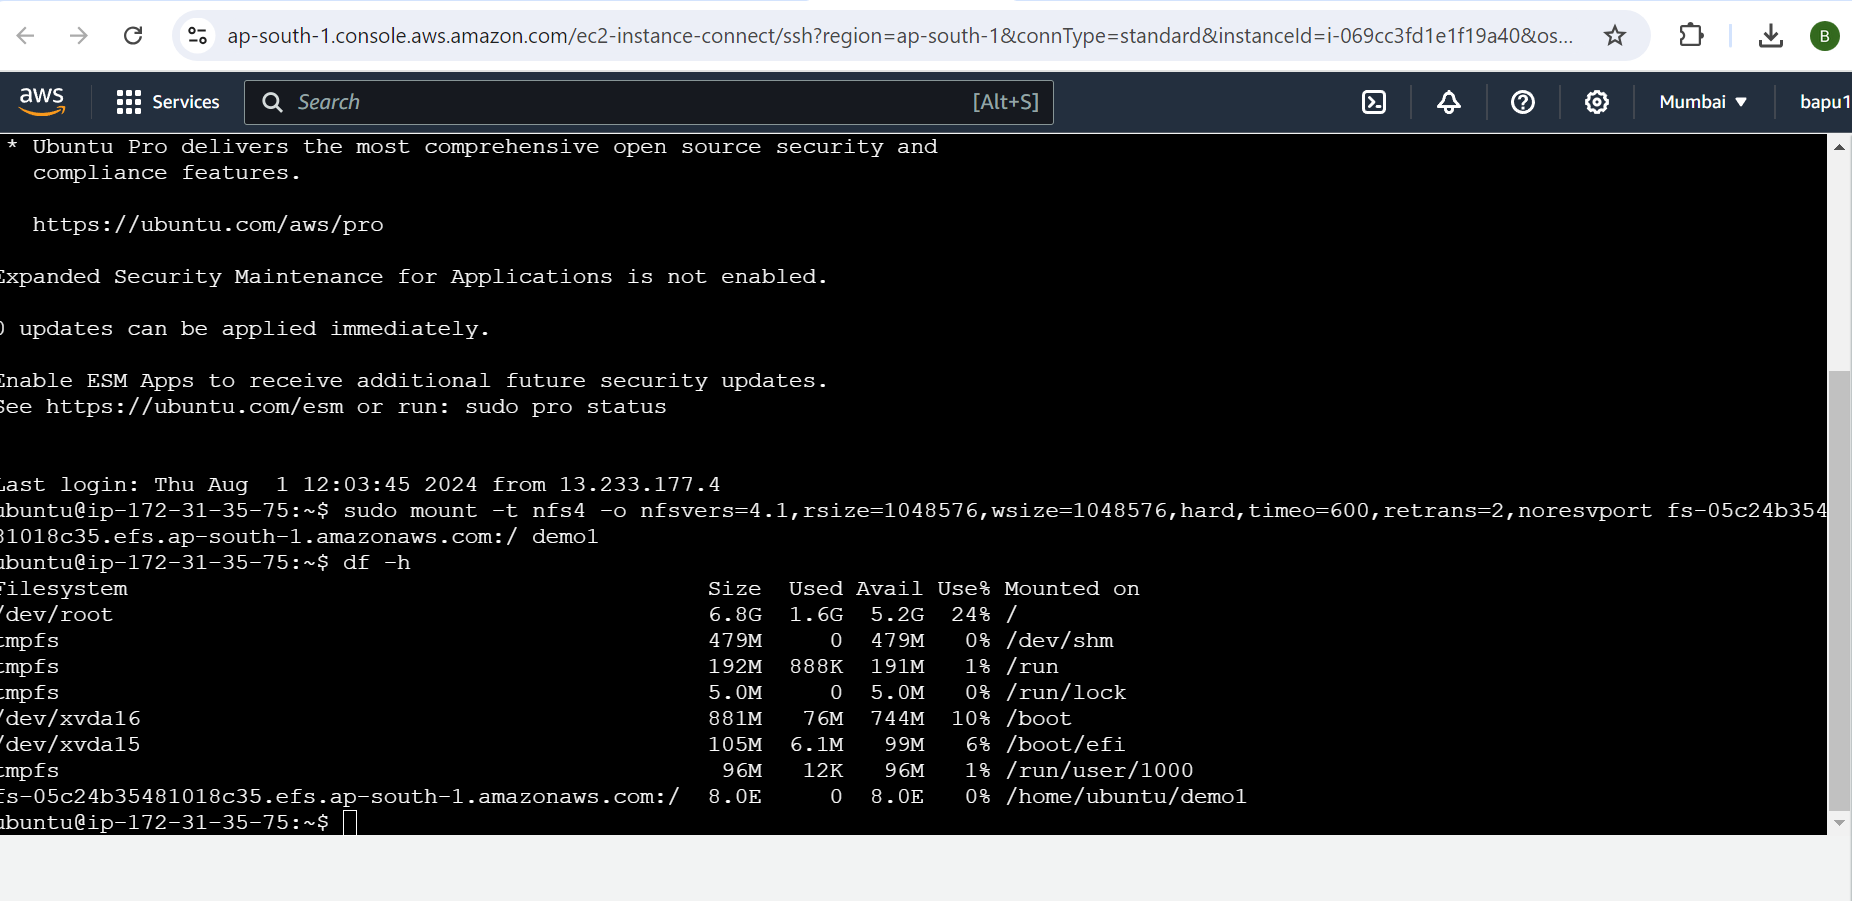 ap-south-1.console.aws.amazon.com/ec2-instance-connect/ssh?region=ap-south-1&connType=standard&instanceId=i-069cc3fd1e1f19a40&os...
B
aws Services Search [Alt+S] Mumbai ▼ bapu1
* Ubuntu Pro delivers the most comprehensive open source security and
compliance features.
https://ubuntu.com/aws/pro
Expanded Security Maintenance for Applications is not enabled.
0 updates can be applied immediately.
Enable ESM Apps to receive additional future security updates.
See https://ubuntu.com/esm or run: sudo pro status
Last login: Thu Aug  1 12:03:45 2024 from 13.233.177.4
ubuntu@ip-172-31-35-75:~$ sudo mount -t nfs4 -o nfsvers=4.1,rsize=1048576,wsize=1048576,hard,timeo=600,retrans=2,noresvport fs-05c24b354
81018c35.efs.ap-south-1.amazonaws.com:/ demo1
ubuntu@ip-172-31-35-75:~$ df -h
Filesystem Size Used Avail Use% Mounted on
/dev/root 6.8G 1.6G 5.2G 24% /
tmpfs 479M 0 479M 0% /dev/shm
tmpfs 192M 888K 191M 1% /run
tmpfs 5.0M 0 5.0M 0% /run/lock
/dev/xvda16 881M 76M 744M 10% /boot
/dev/xvda15 105M 6.1M 99M 6% /boot/efi
tmpfs 96M 12K 96M 1% /run/user/1000
fs-05c24b35481018c35.efs.ap-south-1.amazonaws.com:/ 8.0E 0 8.0E 0% /home/ubuntu/demo1
ubuntu@ip-172-31-35-75:~$